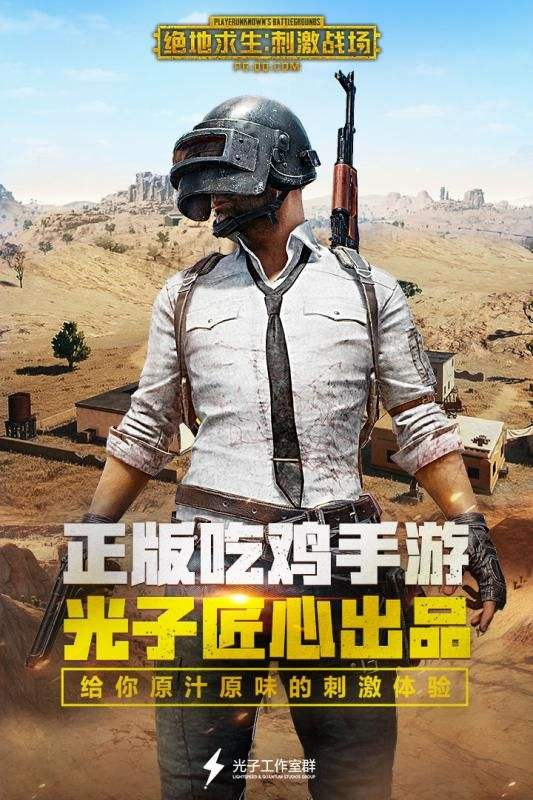 PLAYERUNKNOWN'S BATTLEGROUNDS
绝地求生:刺激战场
PG.QQ.COM
正版吃鸡手游
光子匠心出品
给你原汁原味的刺激体验
光子工作室群
LIGHTSPEED & QUANTUM STUDIOS GROUP